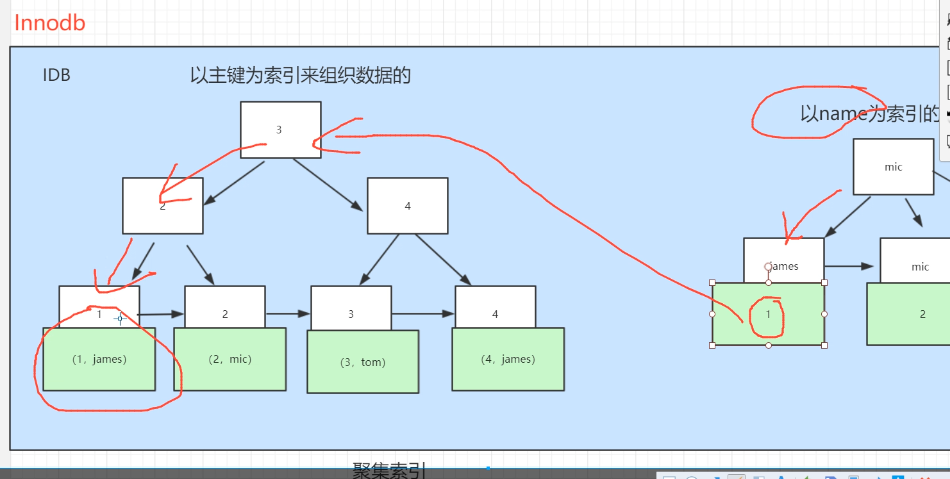 Innodb
IDB
以主键为索引来组织数据的
以name为索引的
3
mic
2
4
james
mic
1
2
3
4
1
2
(1，james)
(2，mic)
(3，tom)
(4，james)
聚集索引